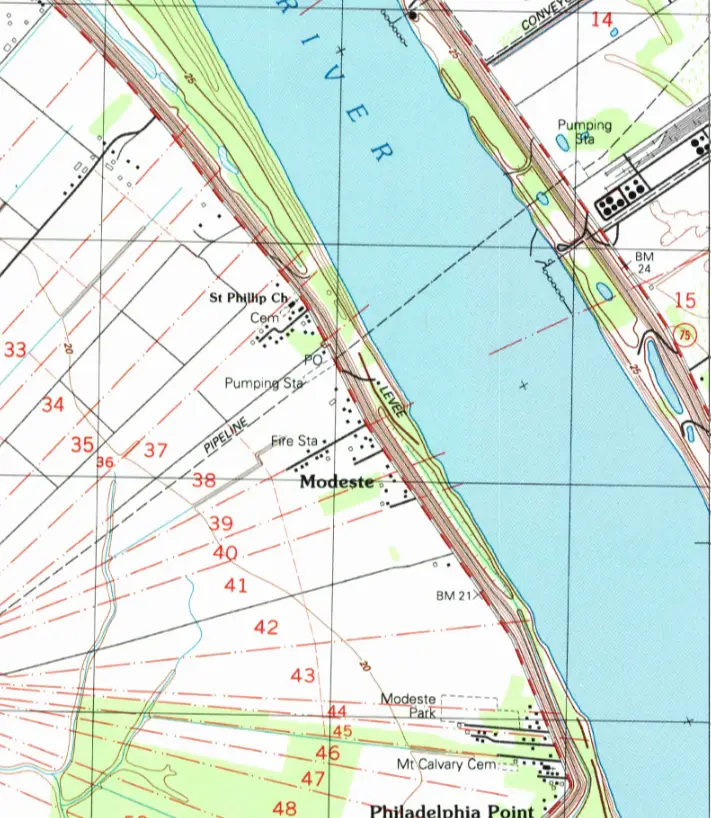 RIVER
CONVEYO
14
25
Pumping
Sta
BM
24
15
75
25
25
St Phillip Ch
Cem
PO
33
20
Pumping Sta
LEVEE
34
PIPELINE
Fire Sta
35
37
36
38
Modeste
39
40
41
BM 21
42
20
43
Modeste
Park
44
45
46
Mt Calvary Cem
47
48
Philadelphia Point